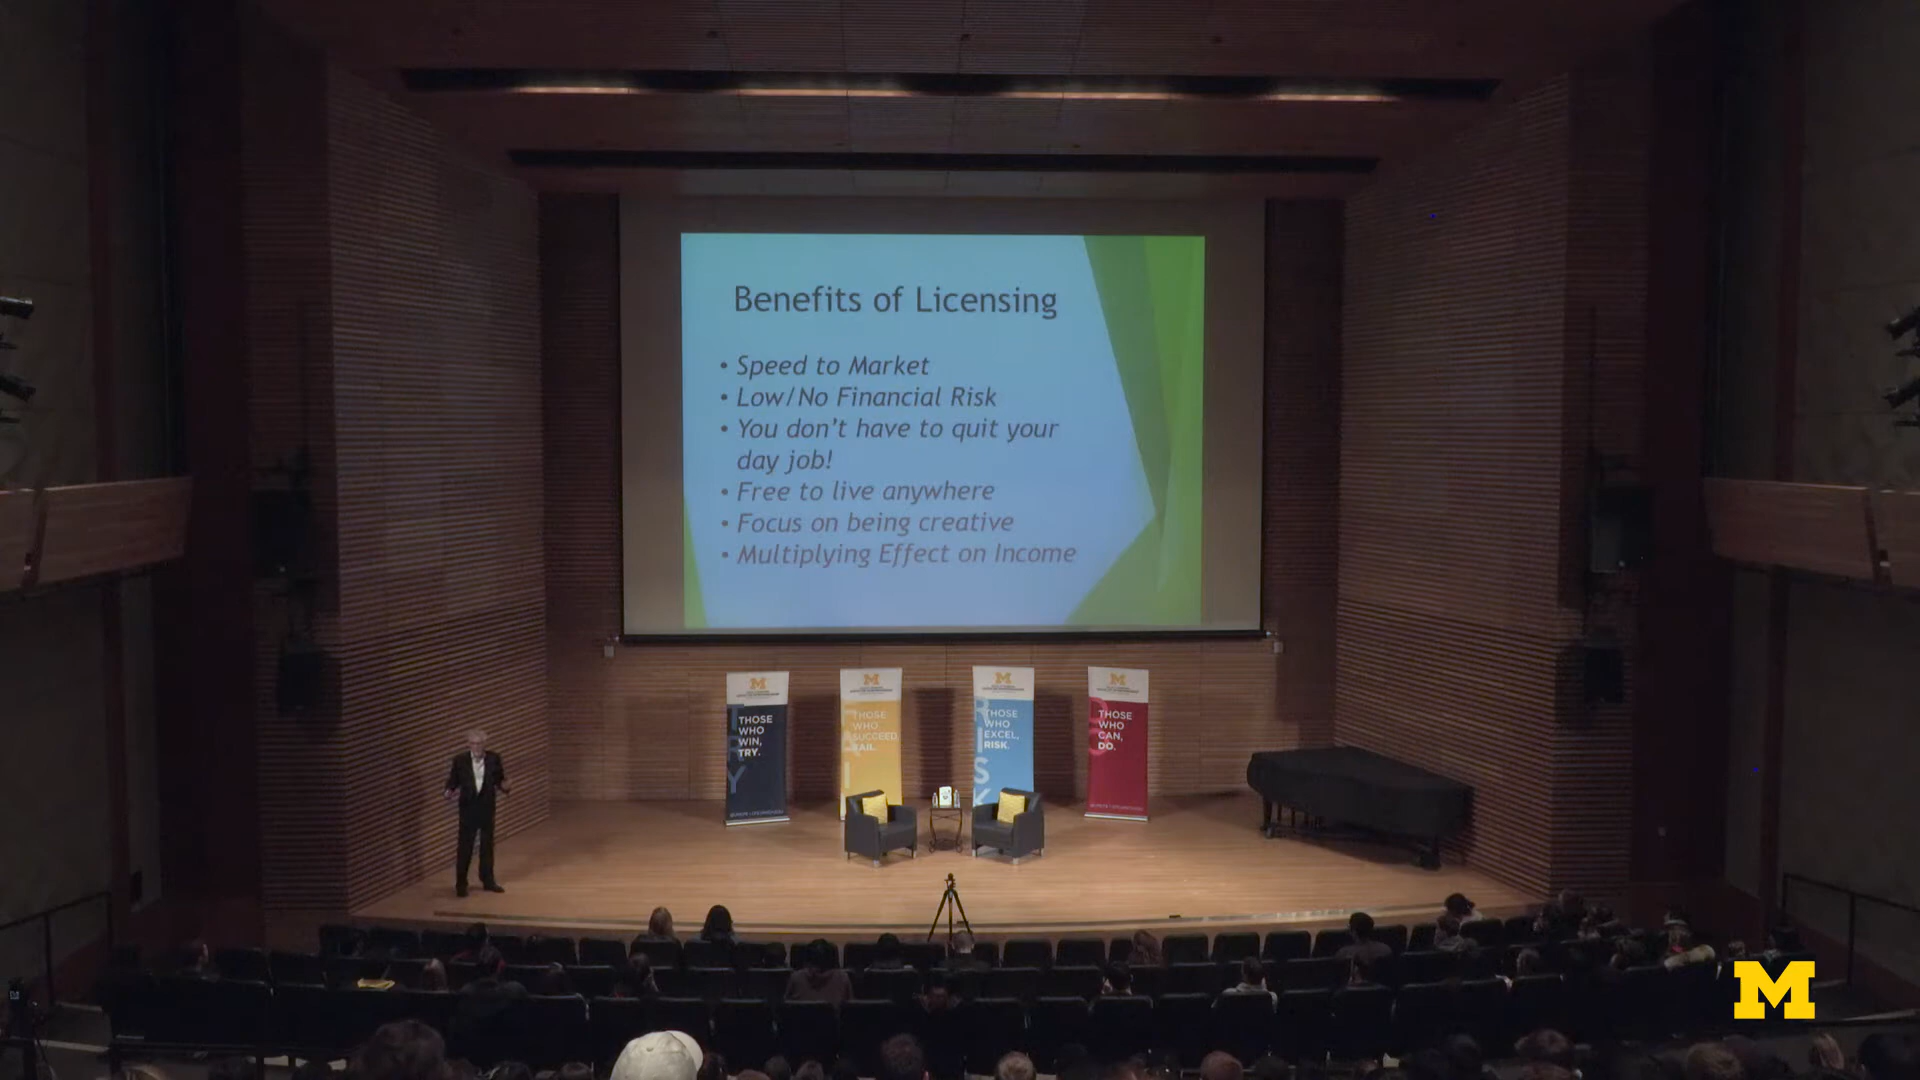 Benefits of Licensing
• Speed to Market
• Low/No Financial Risk
• You don't have to quit your
day job!
• Free to live anywhere
• Focus on being creative
• Multiplying Effect on Income
M
THOSE
WHO
WIN,
TRY.
M
THOSE
WHO
SUCCEED,
FAIL.
M
RISK
THOSE
WHO
EXCEL,
RISK.
M
THOSE
WHO
CAN,
DO.
M